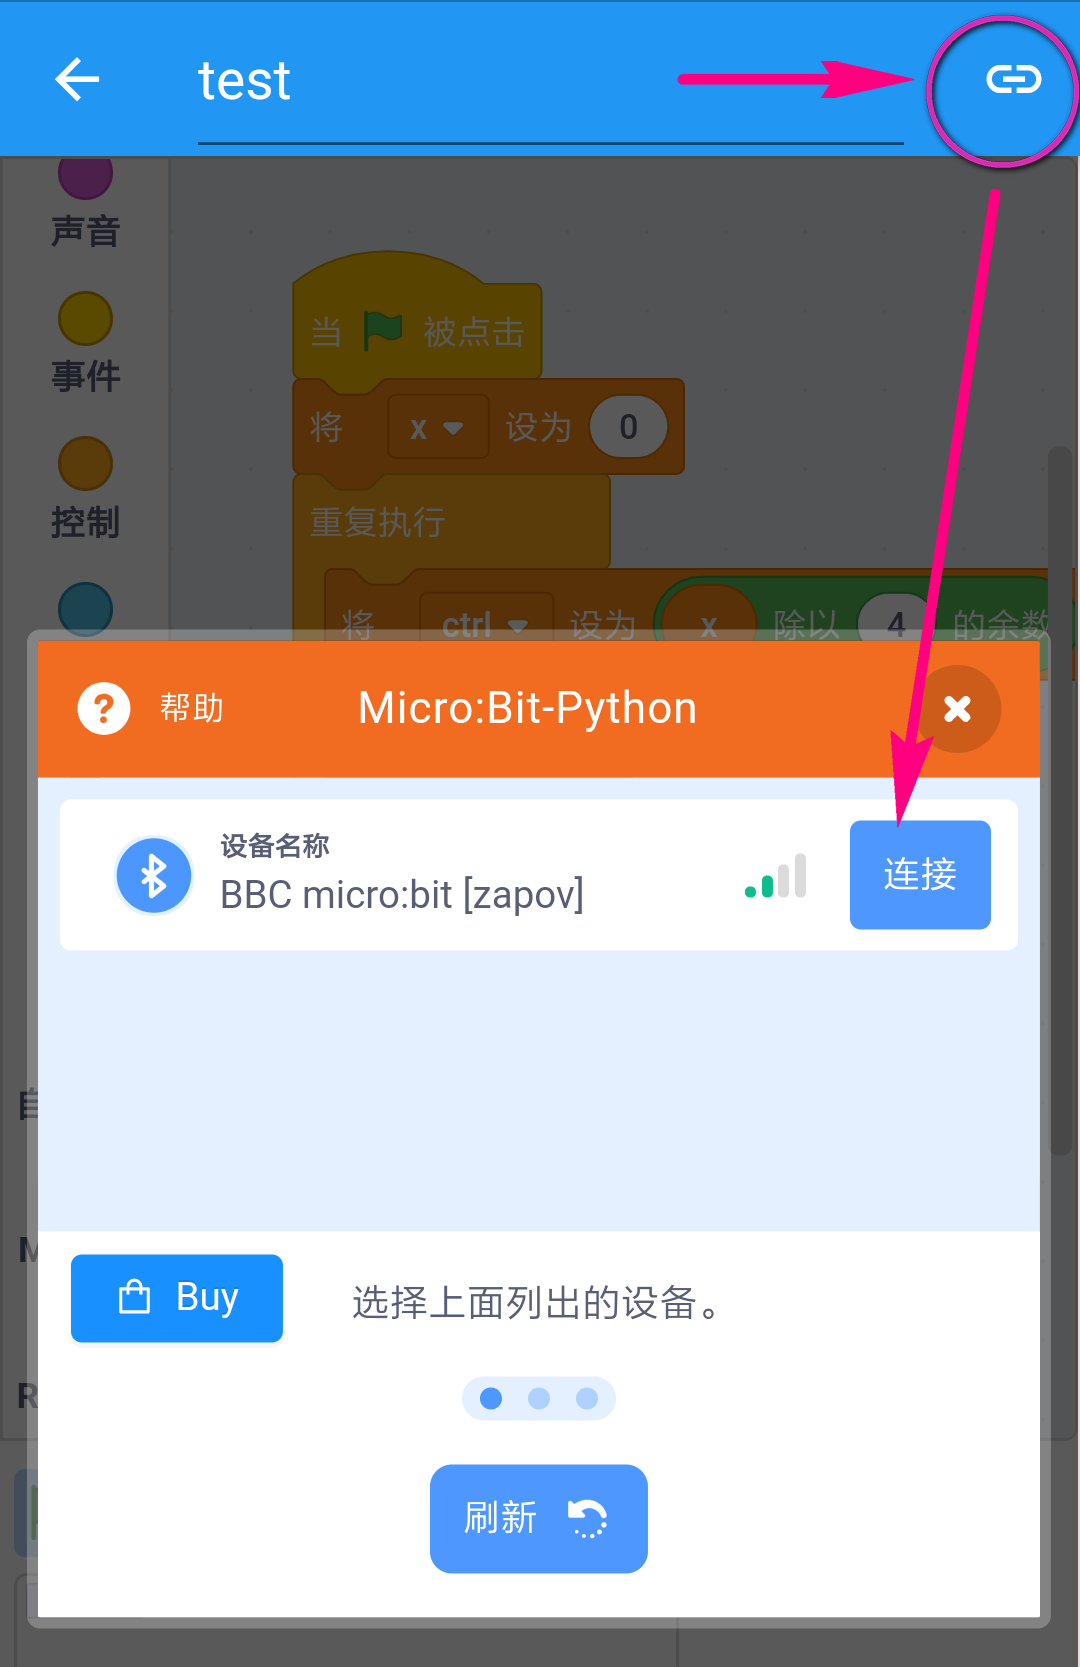 test
声音
事件
控制
当 被点击
将 x 设为 0
重复执行
将 ctrl 设为 x 除以 4 的余数
? 帮助 Micro:Bit-Python
设备名称
BBC micro:bit [zapov]
连接
Buy 选择上面列出的设备。
刷新